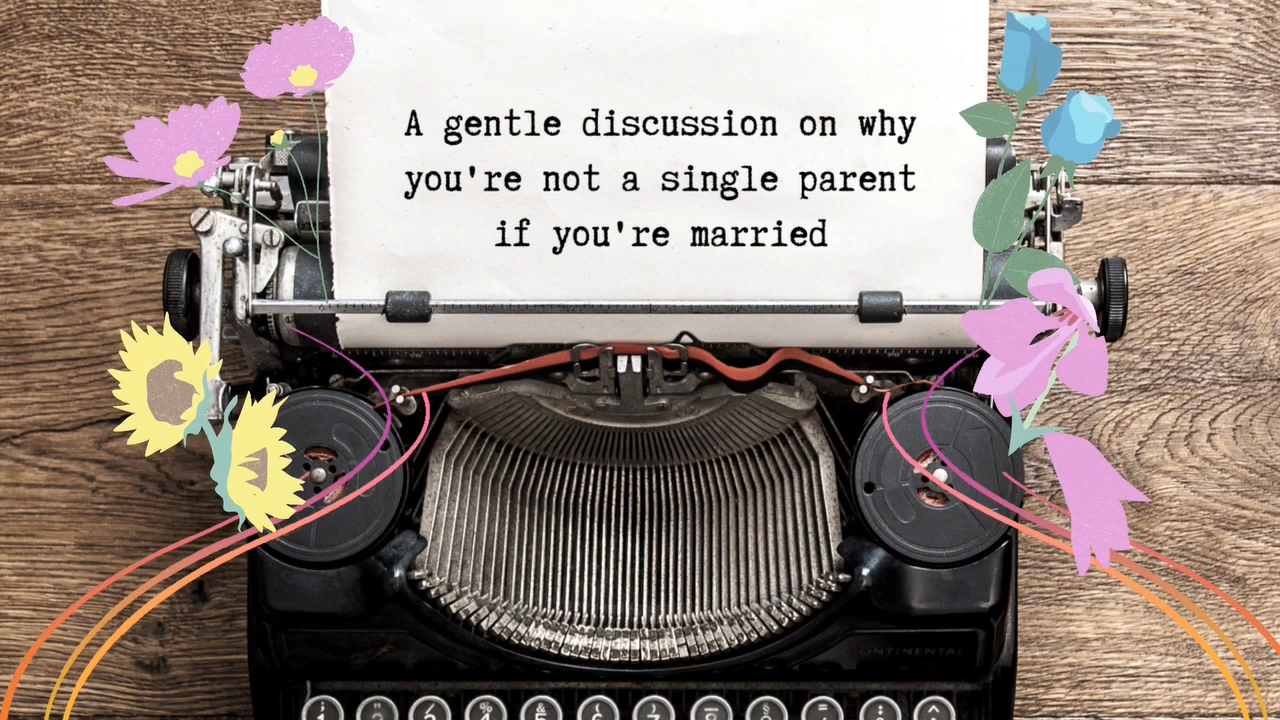 A gentle discussion on why
you're not a single parent
if you're married
CONTINENTAL